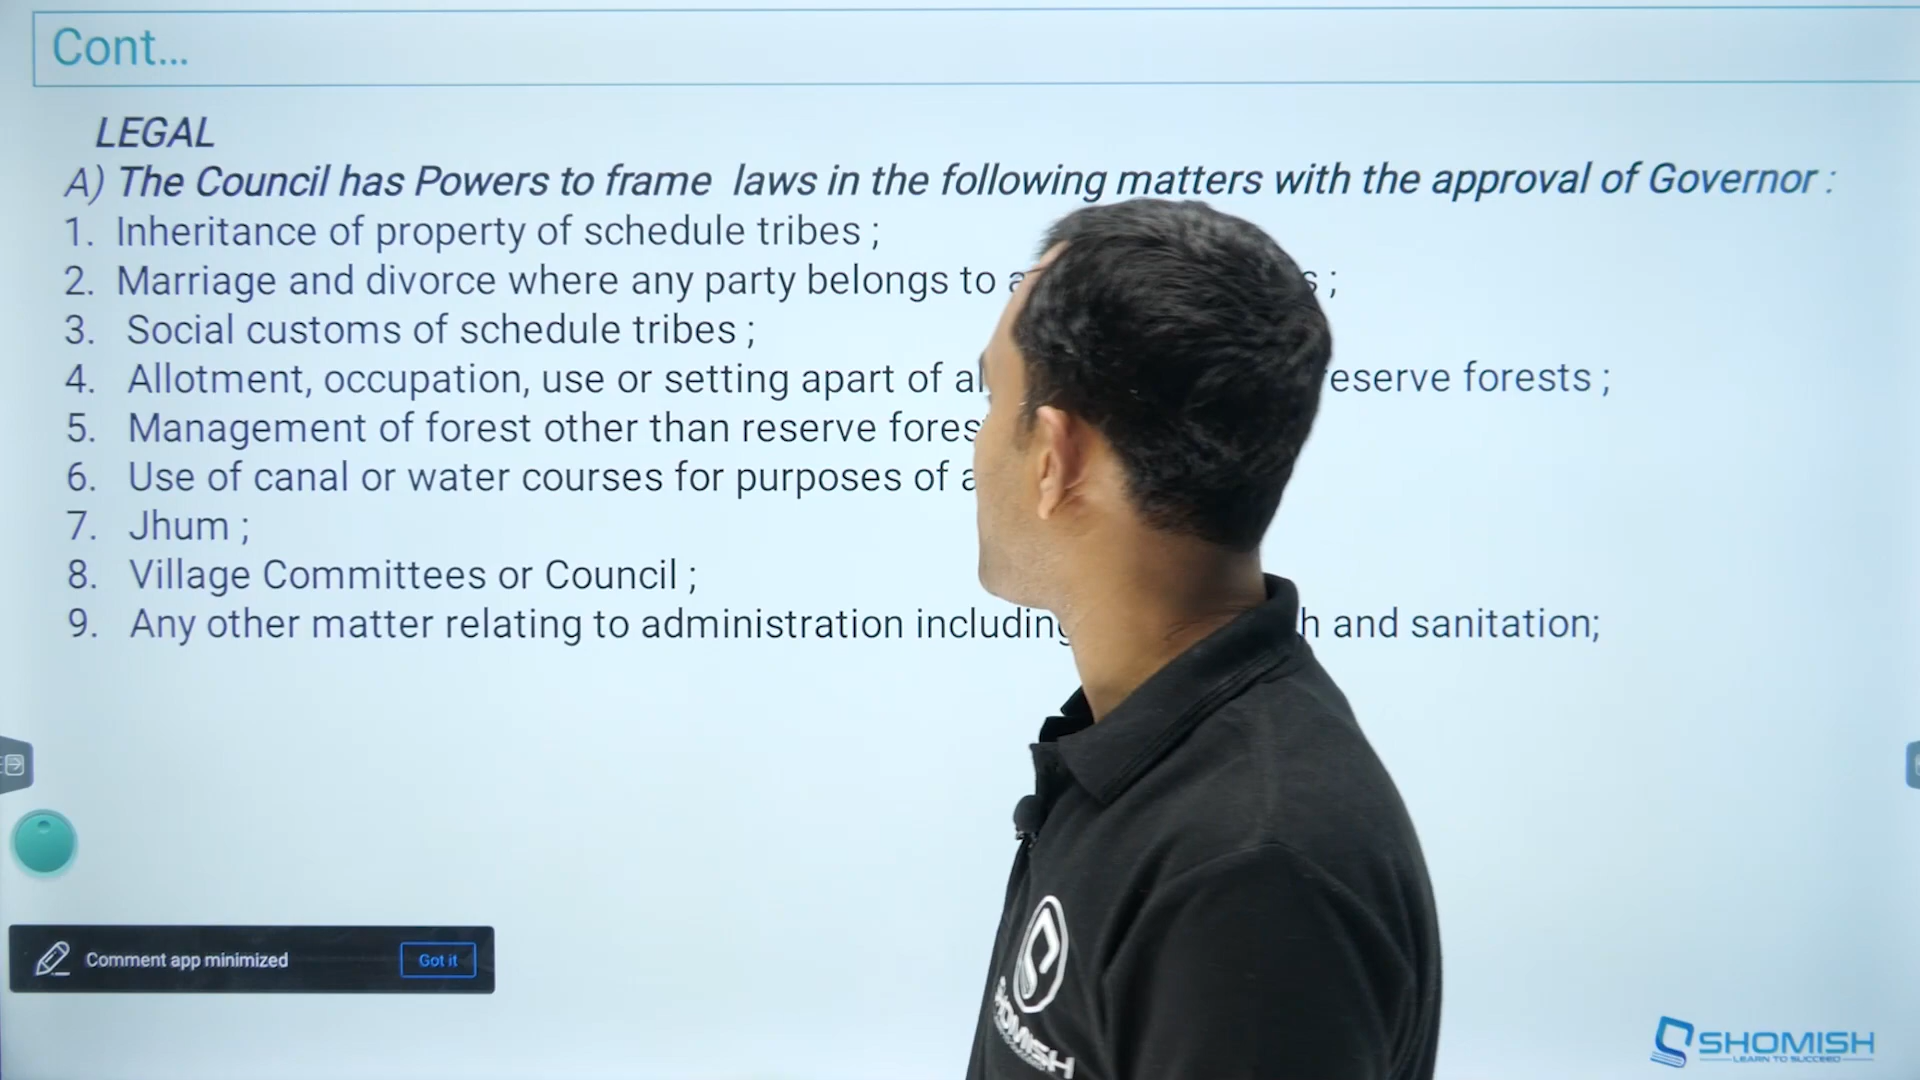 Cont...
LEGAL
A) The Council has Powers to frame laws in the following matters with the approval of Governor :
1. Inheritance of property of schedule tribes ;
2. Marriage and divorce where any party belongs to ;
3. Social customs of schedule tribes ;
4. Allotment, occupation, use or setting apart of forests ;
5. Management of forest other than reserve
6. Use of canal or water courses for purposes of
7. Jhum ;
8. Village Committees or Council ;
9. Any other matter relating to administration and sanitation;
Comment app minimized Got it
SHOMISH
SHOMISH
LEARN TO SUCCEED